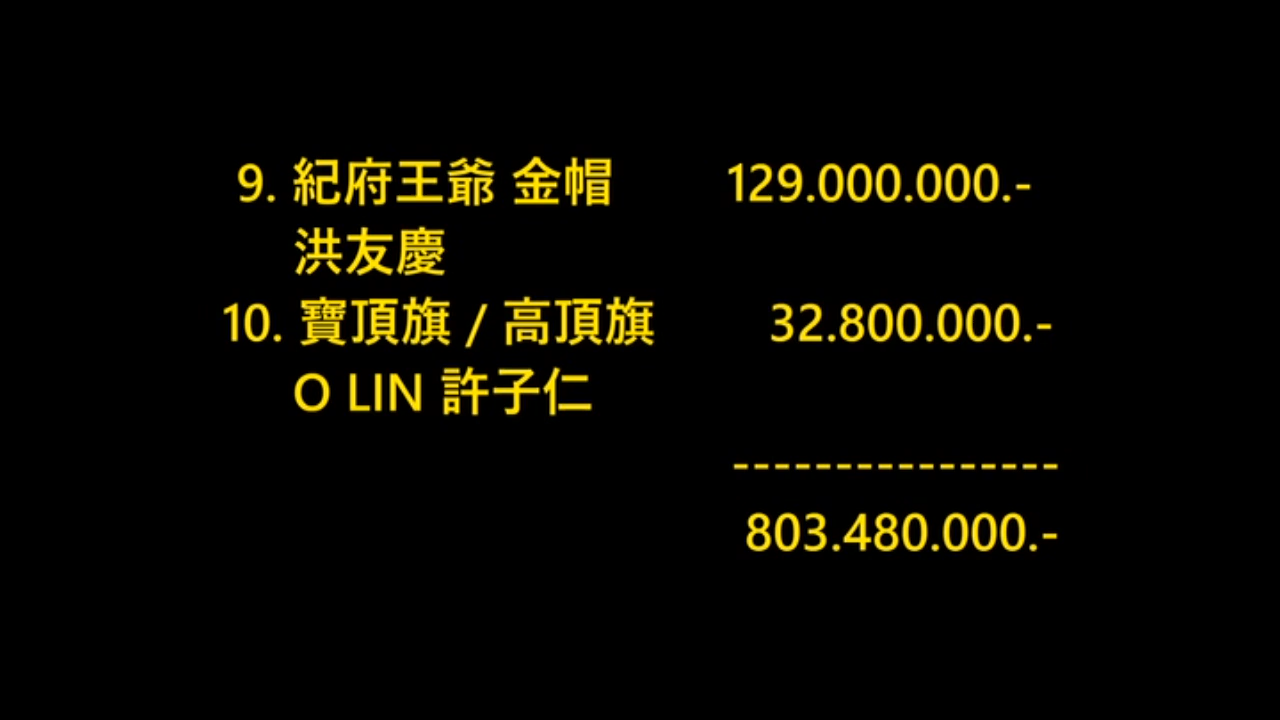 9. 紀府王爺 金帽 129.000.000.-
洪友慶
10. 寶頂旗 / 高頂旗 32.800.000.-
O LIN 許子仁
----------------
803.480.000.-